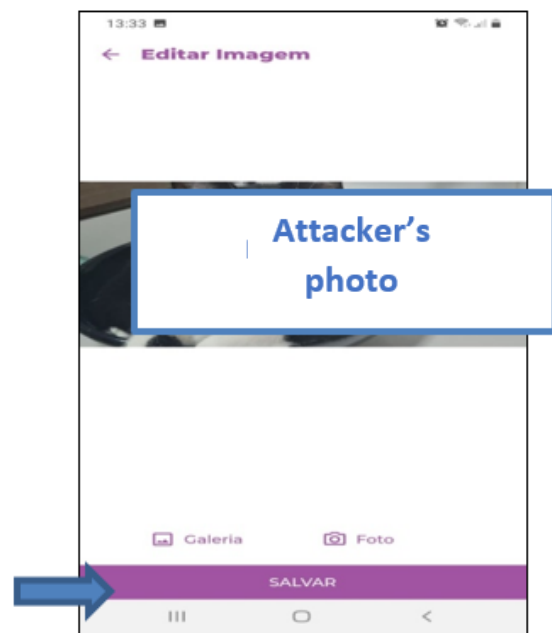 13:33
← Editar Imagem
Attacker's
photo
Galeria
Foto
SALVAR